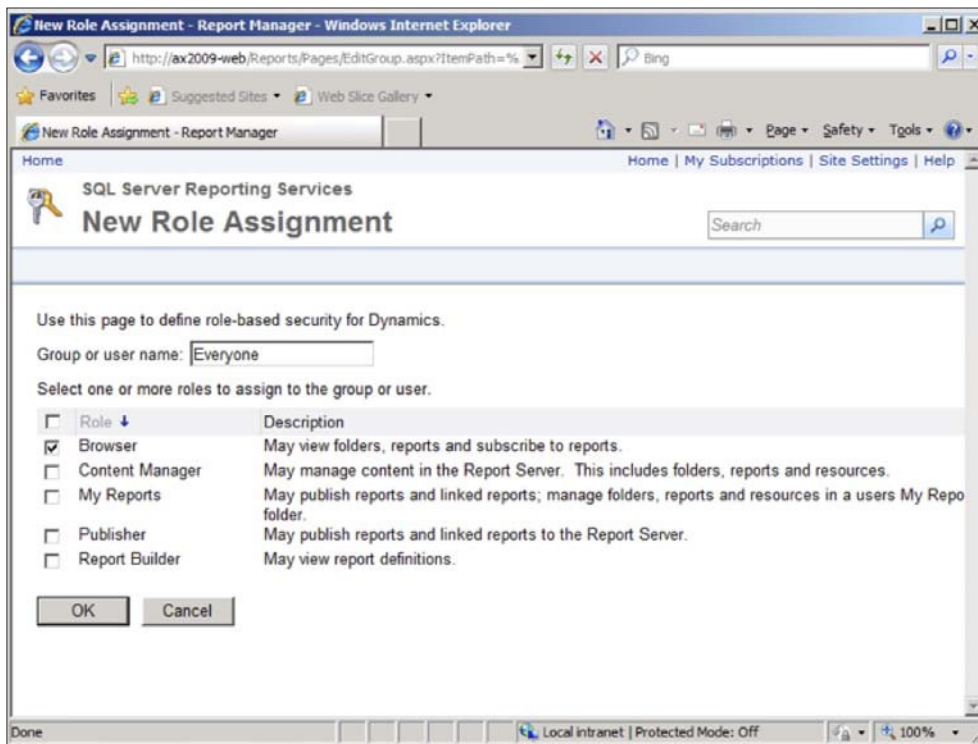 New Role Assignment - Report Manager - Windows Internet Explorer
http://ax2009-web/Reports/Pages/EditGroup.aspx?ItemPath=%
Bing
Favorites
Suggested Sites
Web Slice Gallery
New Role Assignment - Report Manager
Page
Safety
Tools
Home
Home | My Subscriptions | Site Settings | Help
SQL Server Reporting Services
New Role Assignment
Search
Use this page to define role-based security for Dynamics.
Group or user name: Everyone
Select one or more roles to assign to the group or user.
Role Description
Browser May view folders, reports and subscribe to reports.
Content Manager May manage content in the Report Server. This includes folders, reports and resources.
My Reports May publish reports and linked reports; manage folders, reports and resources in a users My Repo
folder.
Publisher May publish reports and linked reports to the Report Server.
Report Builder May view report definitions.
OK Cancel
Done
Local intranet | Protected Mode: Off
100%